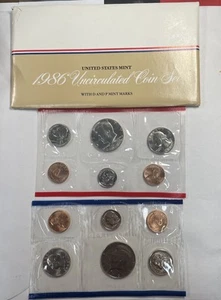 UNITED STATES MINT
1986 Uncirculated Coin Set
WITH D AND P MINT MARKS